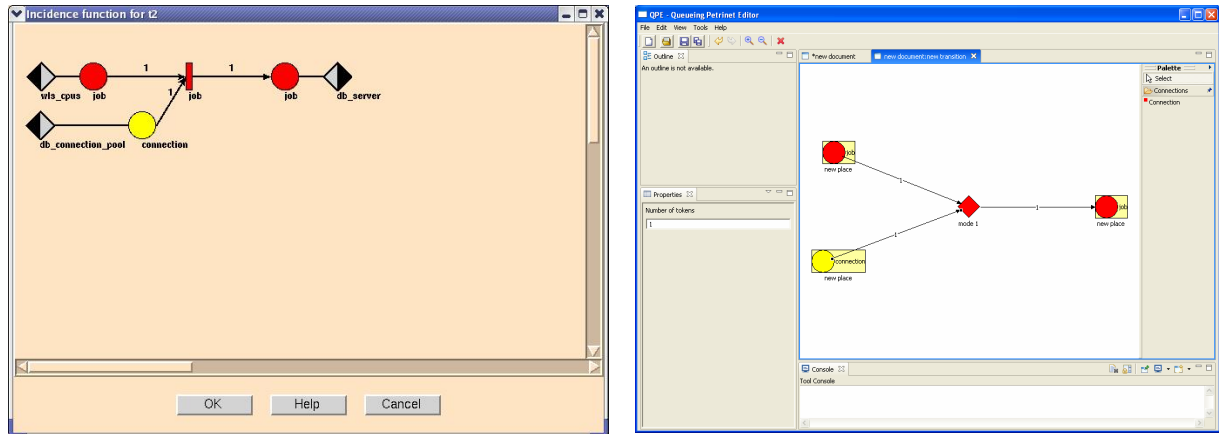 Incidence function for t2
1
1
wls_cpus
job
job
job
db_server
1
db_connection_pool
connection
OK
Help
Cancel
QPE - Queueing Petrinet Editor
File Edit View Tools Help
Outline
An outline is not available.
*new document
new document:new transition
Palette
Select
Connections
Connection
job
new place
1
1
job
mode 1
new place
1
connection
new place
Properties
Number of tokens
1
Console
Tool Console